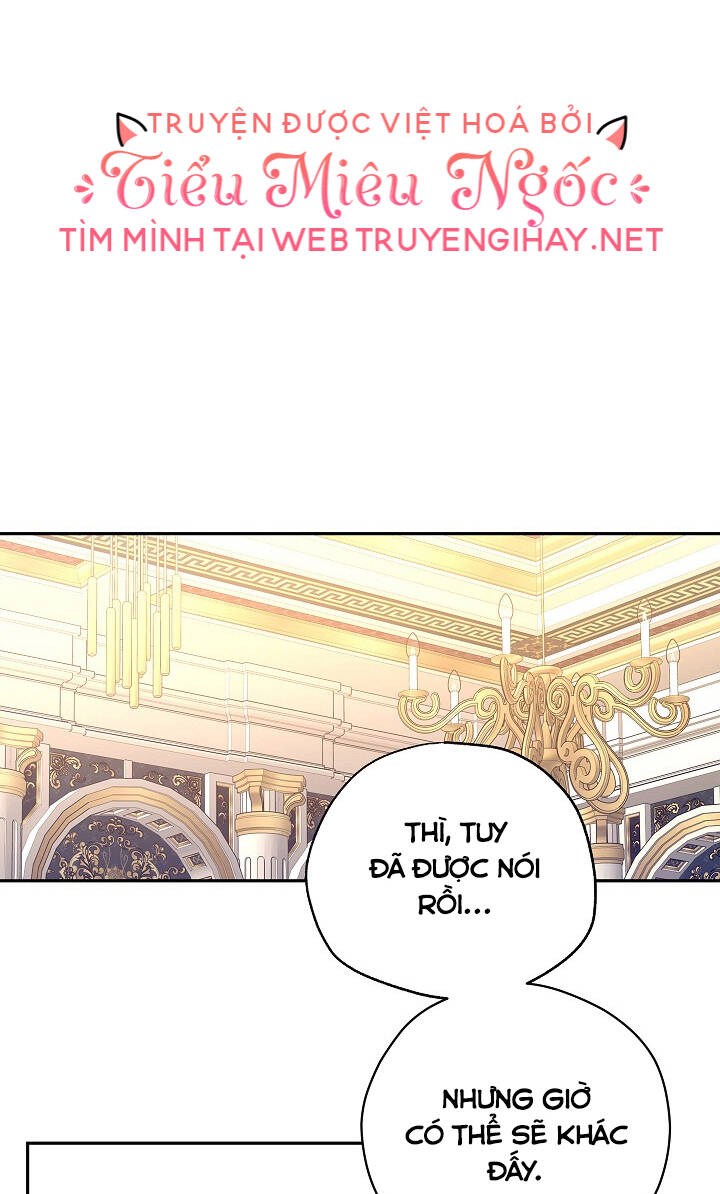 TRUYỆN ĐƯỢC VIỆT HOÁ BỞI
Tiểu Miêu Ngốc
TÌM MÌNH TẠI WEB TRUYENGIHAY.NET
THÌ, TUY
ĐÃ ĐƯỢC NÓI
RỒI...
NHƯNG GIỜ
CÓ THỂ SẼ KHÁC
ĐẤY.